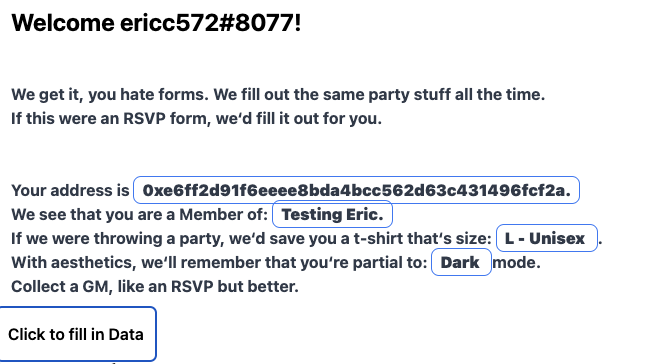 Welcome ericc572#8077!
We get it, you hate forms. We fill out the same party stuff all the time.
If this were an RSVP form, we'd fill it out for you.
Your address is 0xe6ff2d91f6eeee8bda4bcc562d63c431496fcf2a.
We see that you are a Member of: Testing Eric.
If we were throwing a party, we'd save you a t-shirt that's size: L - Unisex .
With aesthetics, we'll remember that you're partial to: Dark mode.
Collect a GM, like an RSVP but better.
Click to fill in Data